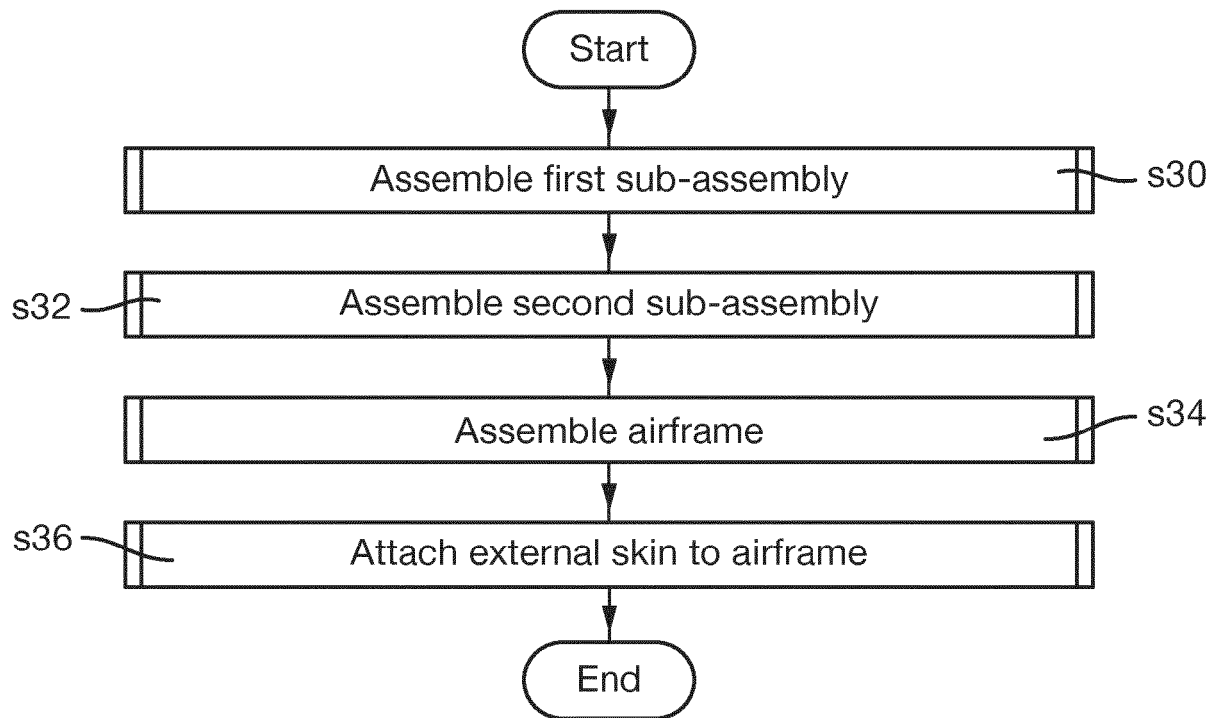 Start
Assemble first sub-assembly
s30
s32
Assemble second sub-assembly
Assemble airframe
s34
s36
Attach external skin to airframe
End